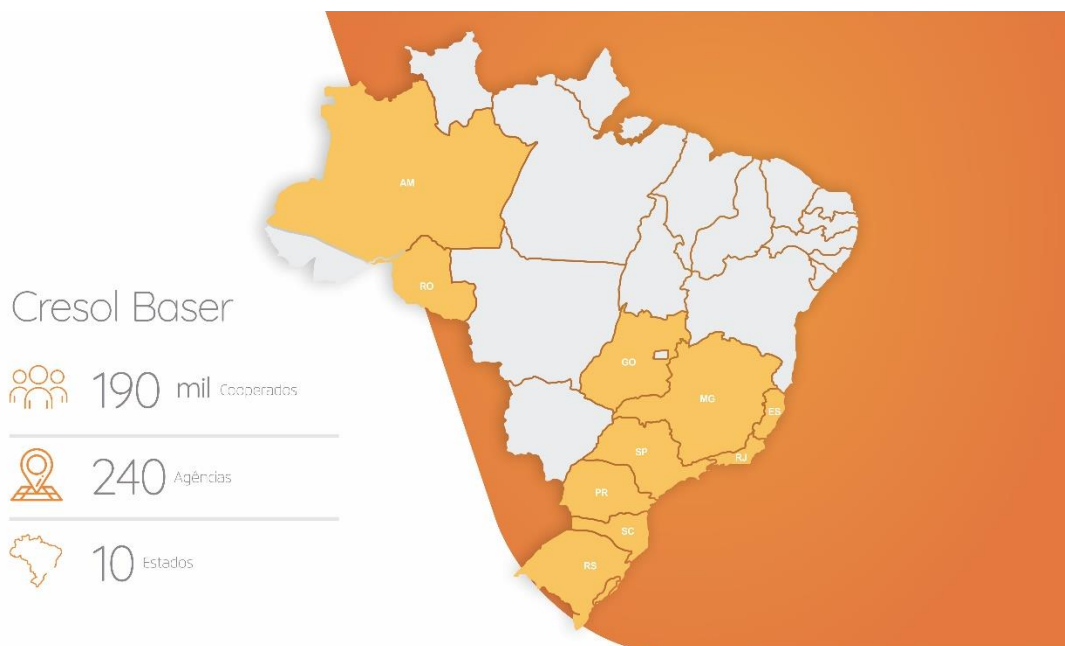 Cresol Baser
190 mil Cooperados
240 Agências
10 Estados
AM
RO
GO
MG
ES
SP
RJ
PR
SC
RS